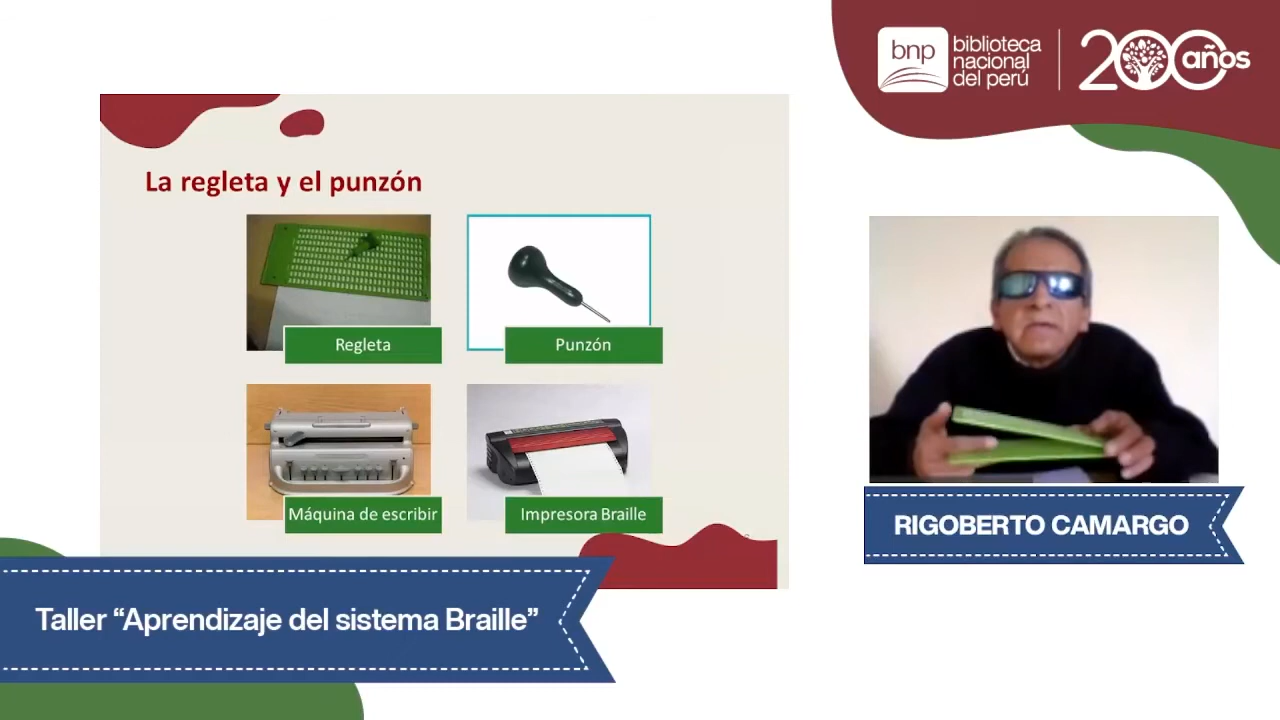 bnp
biblioteca
nacional
del perú
200 años
La regleta y el punzón
Regleta
Punzón
Máquina de escribir
Impresora Braille
RIGOBERTO CAMARGO
Taller “Aprendizaje del sistema Braille”